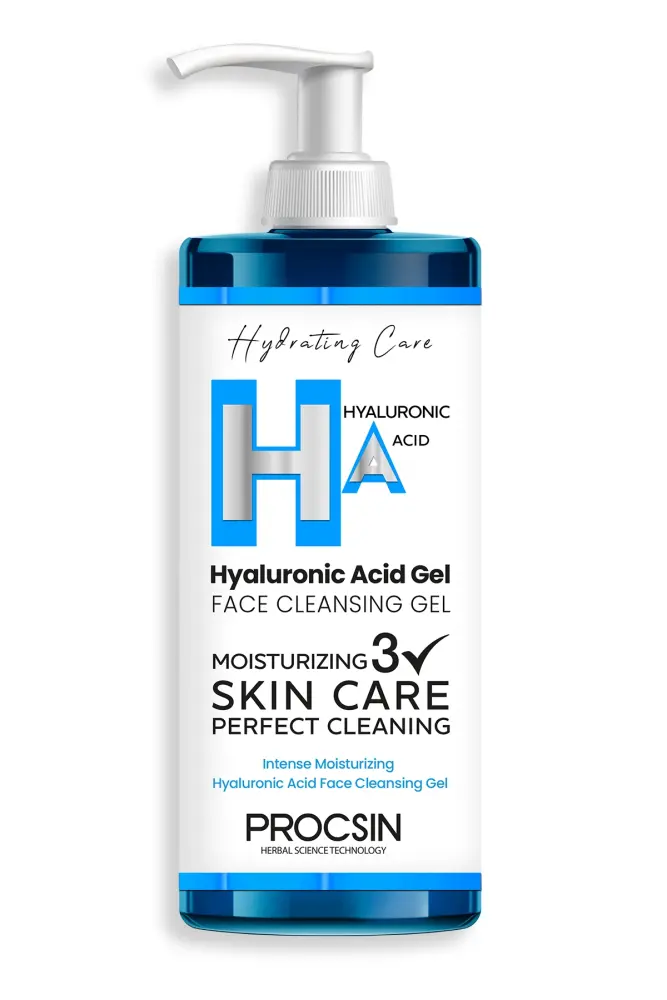 Hydrating Care
HA
HYALURONIC
ACID
Hyaluronic Acid Gel
FACE CLEANSING GEL
MOISTURIZING 3✓
SKIN CARE
PERFECT CLEANING
Intense Moisturizing
Hyaluronic Acid Face Cleansing Gel
PROCSIN
HERBAL SCIENCE TECHNOLOGY